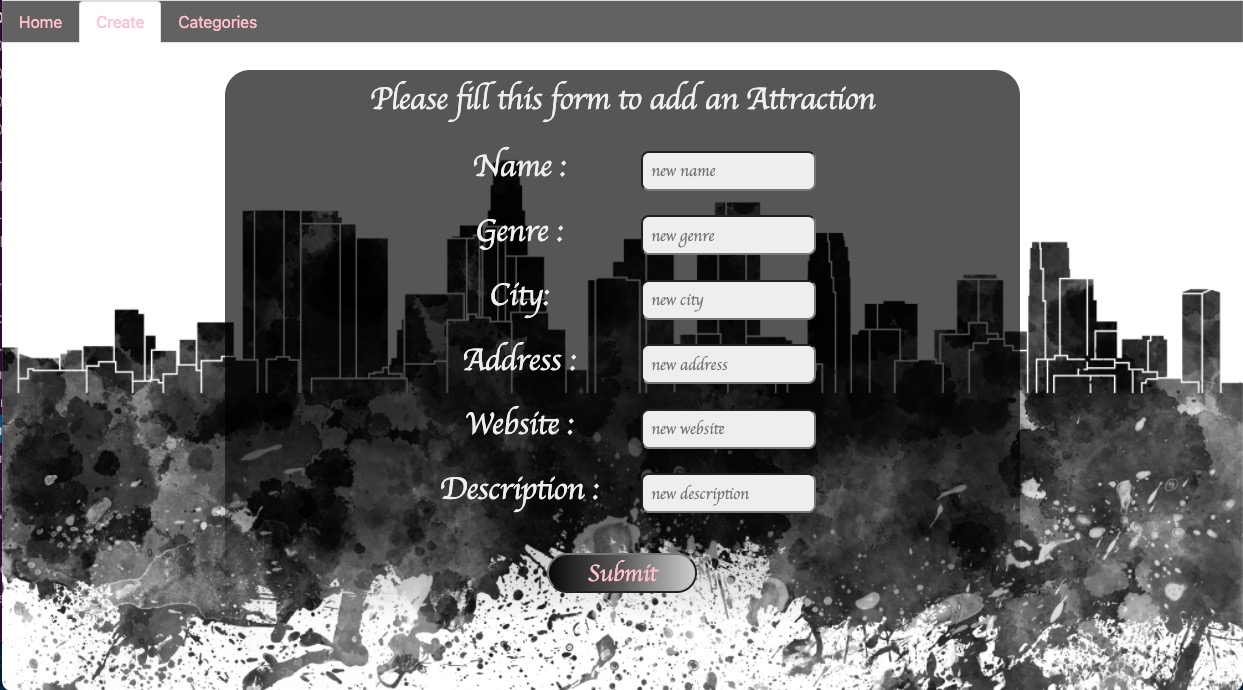 Home Create Categories
Please fill this form to add an Attraction
Name : new name
Genre : new genre
City: new city
Address : new address
Website : new website
Description : new description
Submit